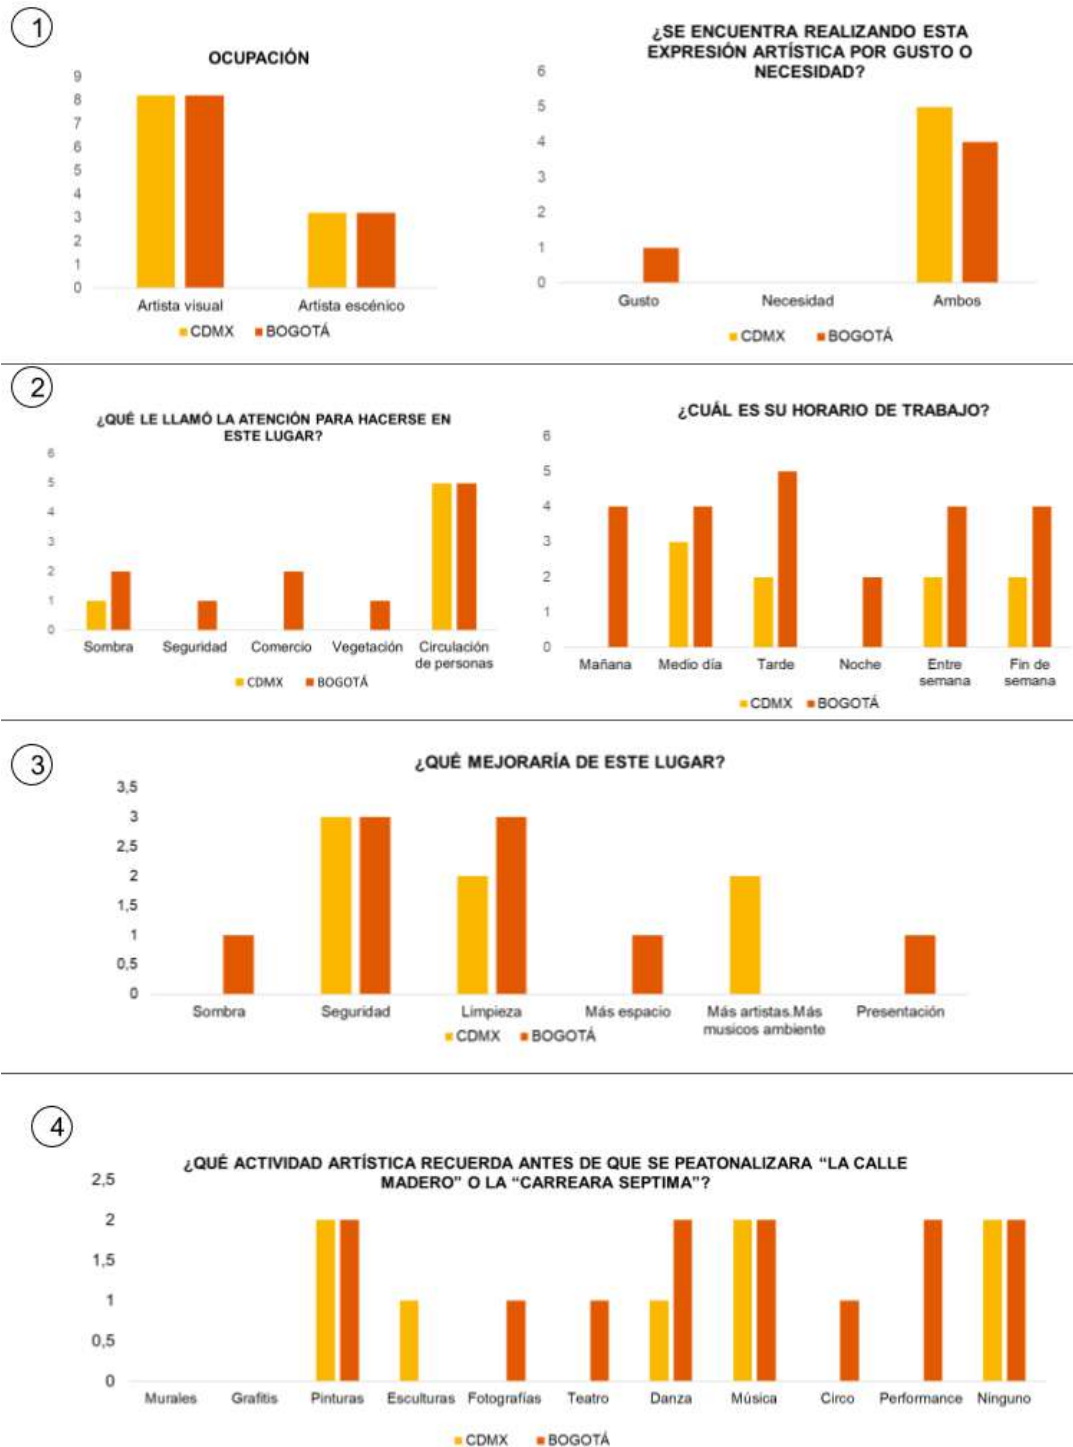 1
OCUPACIÓN
9
8
7
6
5
4
3
2
1
0
Artista visual
Artista escénico
CDMX BOGOTÁ
¿SE ENCUENTRA REALIZANDO ESTA
EXPRESIÓN ARTÍSTICA POR GUSTO O
NECESIDAD?
6
5
4
3
2
1
0
Gusto
Necesidad
Ambos
CDMX BOGOTÁ
2
¿QUÉ LE LLAMÓ LA ATENCIÓN PARA HACERSE EN
ESTE LUGAR?
6
5
4
3
2
1
0
Sombra
Seguridad
Comercio
Vegetación
Circulación
de personas
CDMX BOGOTÁ
¿CUÁL ES SU HORARIO DE TRABAJO?
6
5
4
3
2
1
0
Mañana
Medio día
Tarde
Noche
Entre
semana
Fin de
semana
CDMX BOGOTÁ
3
¿QUÉ MEJORARÍA DE ESTE LUGAR?
3,5
3
2,5
2
1,5
1
0,5
0
Sombra
Seguridad
Limpieza
Más espacio
Más artistas.Más
musicos ambiente
Presentación
CDMX BOGOTÁ
4
¿QUÉ ACTIVIDAD ARTÍSTICA RECUERDA ANTES DE QUE SE PEATONALIZARA “LA CALLE
MADERO” O LA “CARREARA SEPTIMA”?
2,5
2
1,5
1
0,5
0
Murales
Grafitis
Pinturas
Esculturas
Fotografías
Teatro
Danza
Música
Circo
Performance
Ninguno
CDMX BOGOTÁ